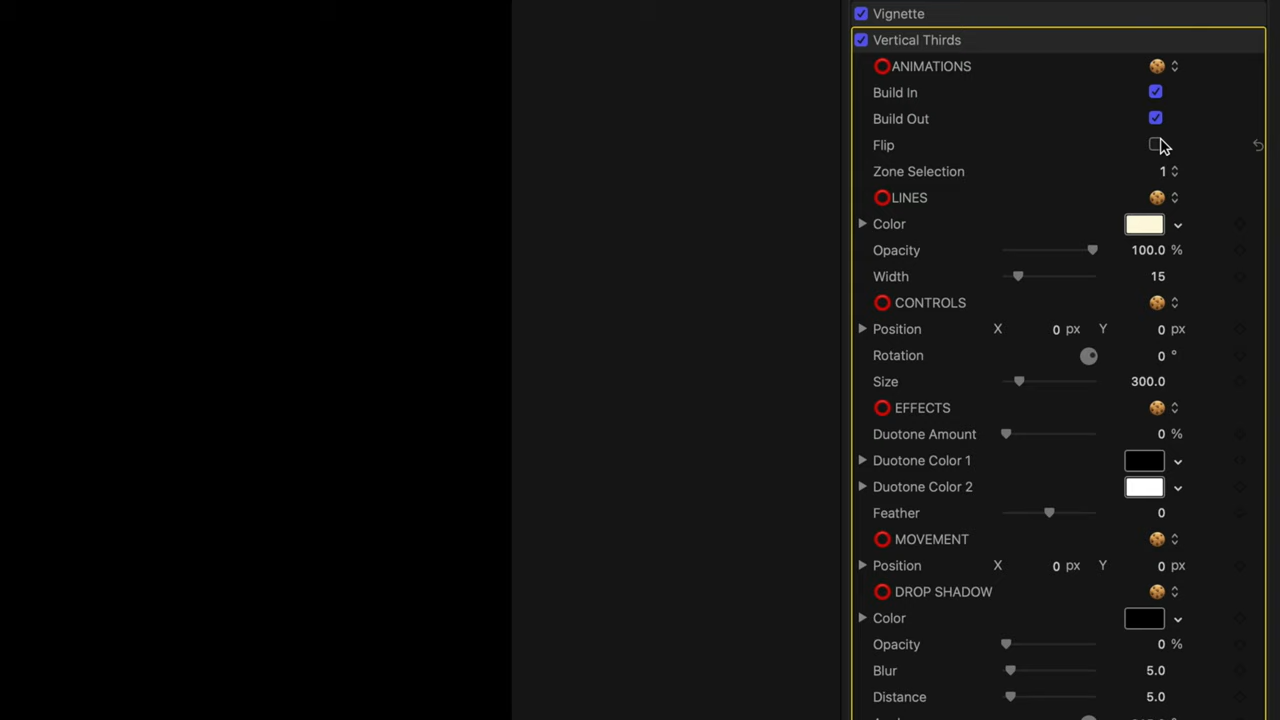 Vignette
Vertical Thirds
ANIMATIONS
Build In
Build Out
Flip
Zone Selection 1
LINES
Color
Opacity 100.0 %
Width 15
CONTROLS
Position X 0 px Y 0 px
Rotation 0 °
Size 300.0
EFFECTS
Duotone Amount 0 %
Duotone Color 1
Duotone Color 2
Feather 0
MOVEMENT
Position X 0 px Y 0 px
DROP SHADOW
Color
Opacity 0 %
Blur 5.0
Distance 5.0